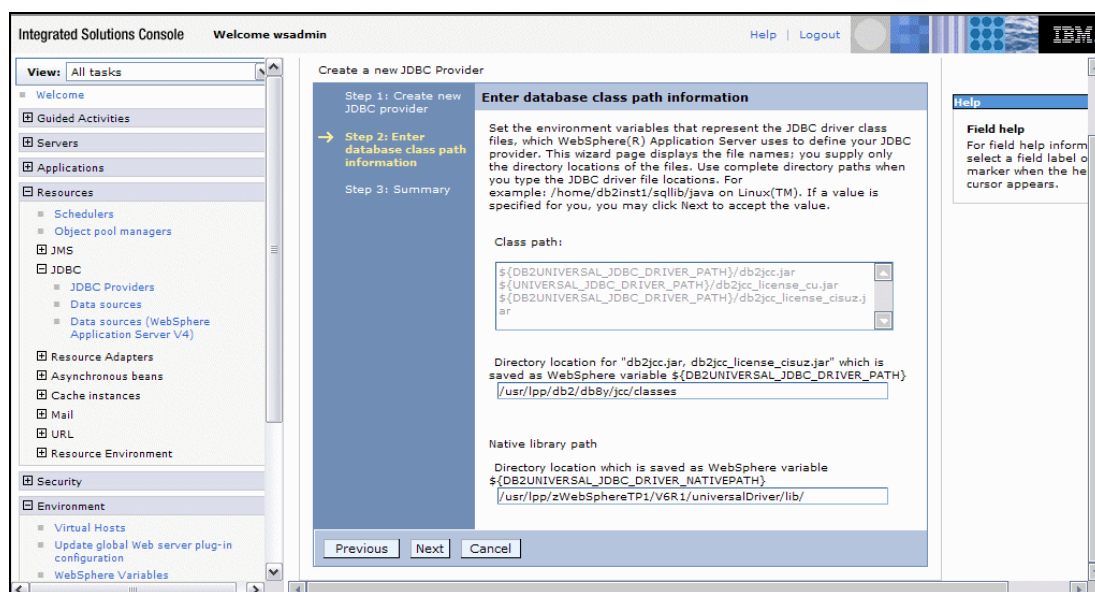 Integrated Solutions Console Welcome wsadmin
Help | Logout
IBM.
View: All tasks
Welcome
Guided Activities
Servers
Applications
Resources
Schedulers
Object pool managers
JMS
JDBC
JDBC Providers
Data sources
Data sources (WebSphere
Application Server V4)
Resource Adapters
Asynchronous beans
Cache instances
Mail
URL
Resource Environment
Security
Environment
Virtual Hosts
Update global Web server plug-in
configuration
WebSphere Variables
Create a new JDBC Provider
Step 1: Create new
JDBC provider
Step 2: Enter
database class path
information
Step 3: Summary
Enter database class path information
Set the environment variables that represent the JDBC driver class
files, which WebSphere(R) Application Server uses to define your JDBC
provider. This wizard page displays the file names; you supply only
the directory locations of the files. Use complete directory paths when
you type the JDBC driver file locations. For
example: /home/db2inst1/sqllib/java on Linux(TM). If a value is
specified for you, you may click Next to accept the value.
Class path:
${DB2UNIVERSAL_JDBC_DRIVER_PATH}/db2jcc.jar
${UNIVERSAL_JDBC_DRIVER_PATH}/db2jcc_license_cu.jar
${DB2UNIVERSAL_JDBC_DRIVER_PATH}/db2jcc_license_cisuz.j
ar
Directory location for "db2jcc.jar, db2jcc_license_cisuz.jar" which is
saved as WebSphere variable ${DB2UNIVERSAL_JDBC_DRIVER_PATH}
/usr/lpp/db2/db8y/jcc/classes
Native library path
Directory location which is saved as WebSphere variable
${DB2UNIVERSAL_JDBC_DRIVER_NATIVEPATH}
/usr/lpp/zWebSphereTP1/V6R1/universalDriver/lib/
Previous Next Cancel
Help
Field help
For field help inform
select a field label o
marker when the he
cursor appears.